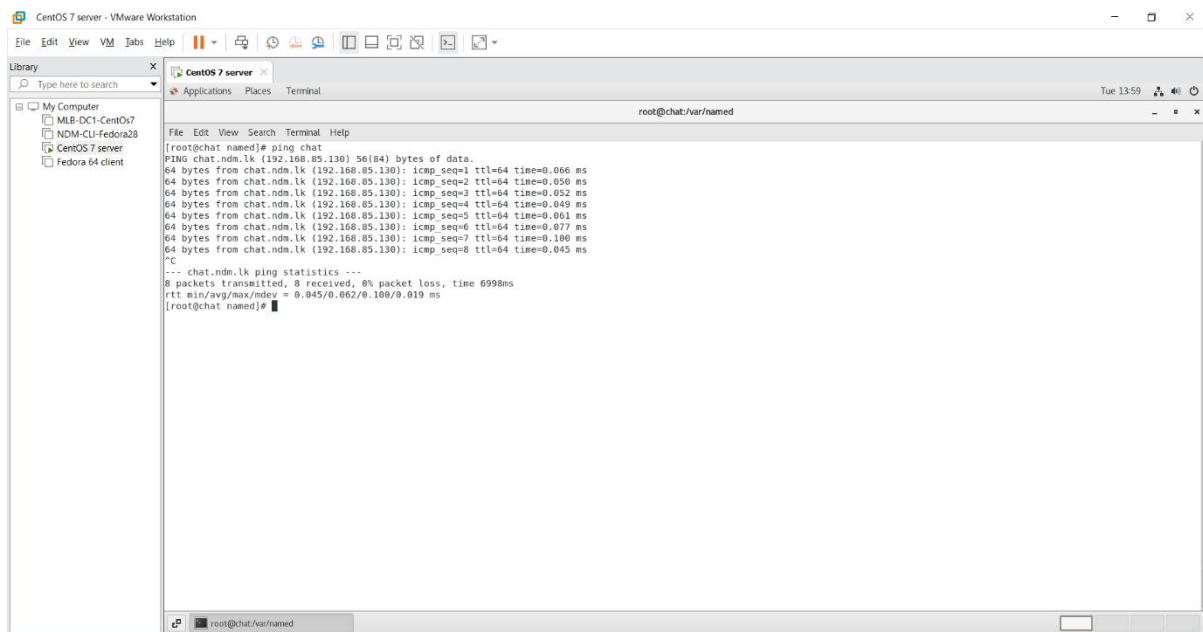 CentOS 7 server - VMware Workstation
File Edit View VM Tabs Help
Library
Type here to search
My Computer
MLB-DC1-CentOs7
NDM-CLI-Fedora28
CentOS 7 server
Fedora 64 client
CentOS 7 server
Applications Places Terminal
Tue 13:59
root@chat:/var/named
File Edit View Search Terminal Help
[root@chat named]# ping chat
PING chat.ndm.lk (192.168.85.130) 56(84) bytes of data.
64 bytes from chat.ndm.lk (192.168.85.130): icmp_seq=1 ttl=64 time=0.066 ms
64 bytes from chat.ndm.lk (192.168.85.130): icmp_seq=2 ttl=64 time=0.050 ms
64 bytes from chat.ndm.lk (192.168.85.130): icmp_seq=3 ttl=64 time=0.052 ms
64 bytes from chat.ndm.lk (192.168.85.130): icmp_seq=4 ttl=64 time=0.049 ms
64 bytes from chat.ndm.lk (192.168.85.130): icmp_seq=5 ttl=64 time=0.061 ms
64 bytes from chat.ndm.lk (192.168.85.130): icmp_seq=6 ttl=64 time=0.077 ms
64 bytes from chat.ndm.lk (192.168.85.130): icmp_seq=7 ttl=64 time=0.100 ms
64 bytes from chat.ndm.lk (192.168.85.130): icmp_seq=8 ttl=64 time=0.045 ms
^C
--- chat.ndm.lk ping statistics ---
8 packets transmitted, 8 received, 0% packet loss, time 6998ms
rtt min/avg/max/mdev = 0.045/0.062/0.100/0.019 ms
[root@chat named]#
root@chat:/var/named